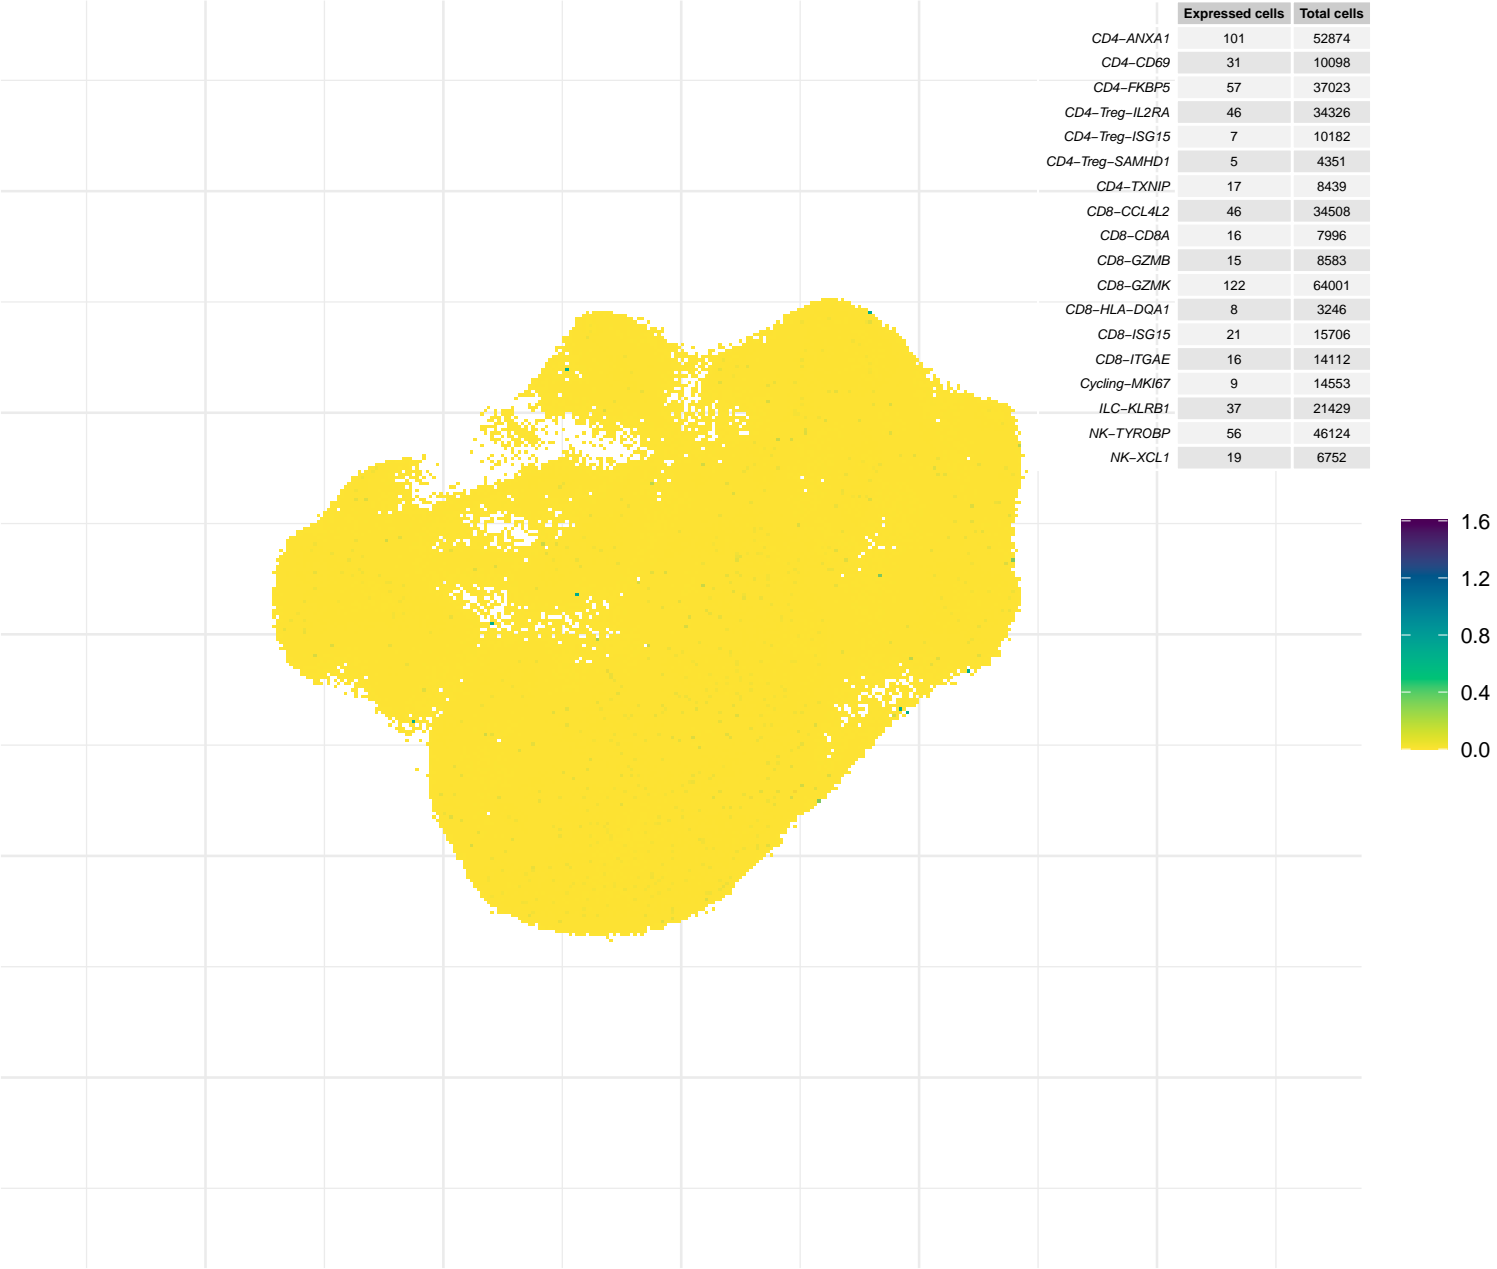 Expressed cells Total cells
CD4−ANXA1 101 52874
CD4−CD69 31 10098
CD4−FKBP5 57 37023
CD4−Treg−IL2RA 46 34326
CD4−Treg−ISG15 7 10182
CD4−Treg−SAMHD1 5 4351
CD4−TXNIP 17 8439
CD8−CCL4L2 46 34508
CD8−CD8A 16 7996
CD8−GZMB 15 8583
CD8−GZMK 122 64001
CD8−HLA−DQA1 8 3246
CD8−ISG15 21 15706
CD8−ITGAE 16 14112
Cycling−MKI67 9 14553
ILC−KLRB1 37 21429
NK−TYROBP 56 46124
NK−XCL1 19 6752
1.6
1.2
0.8
0.4
0.0